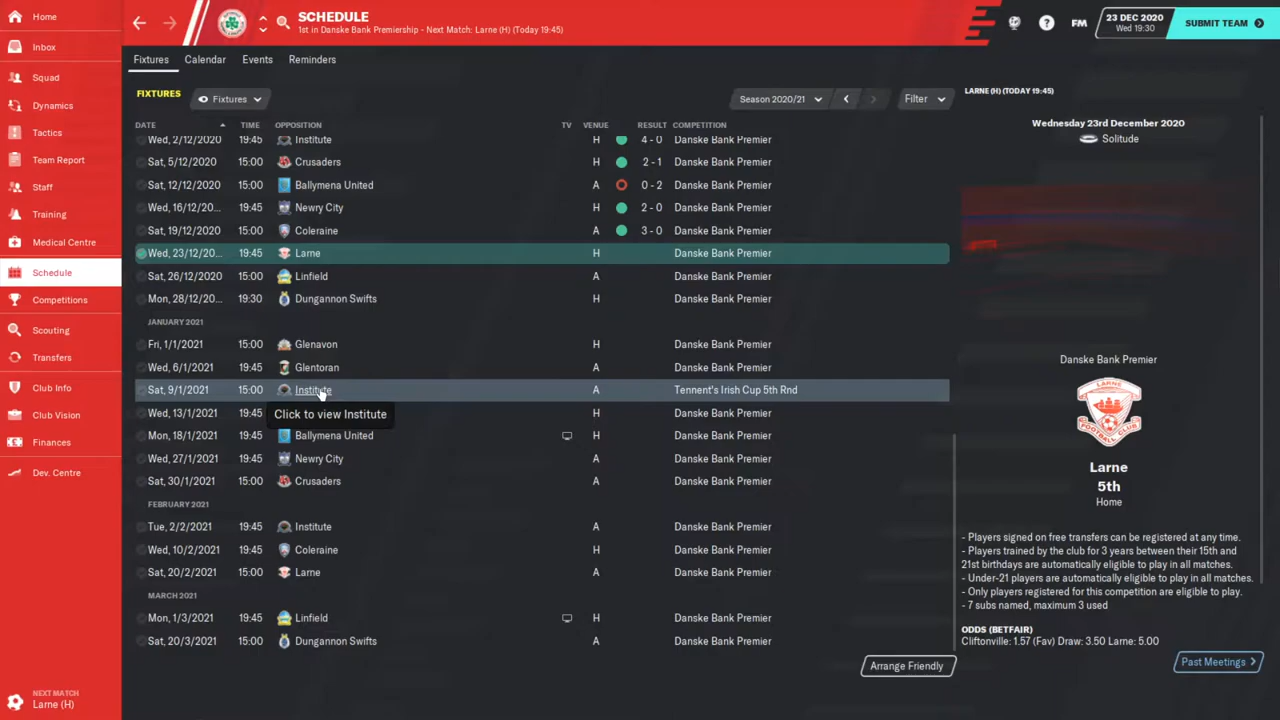 Home
Inbox
Squad
Dynamics
Tactics
Team Report
Staff
Training
Medical Centre
Schedule
Competitions
Scouting
Transfers
Club Info
Club Vision
Finances
Dev. Centre
NEXT MATCH
Larne (H)
SCHEDULE
1st in Danske Bank Premiership - Next Match: Larne (H) (Today 19:45)
?
FM
23 DEC 2020
Wed 19:30
SUBMIT TEAM
Fixtures Calendar Events Reminders
FIXTURES Fixtures Season 2020/21 Filter
DATE TIME OPPOSITION TV VENUE RESULT COMPETITION
Wed, 2/12/2020 19:45 Institute H 4 - 0 Danske Bank Premier
Sat, 5/12/2020 15:00 Crusaders H 2 - 1 Danske Bank Premier
Sat, 12/12/2020 15:00 Ballymena United A 0 - 2 Danske Bank Premier
Wed, 16/12/20... 19:45 Newry City H 2 - 0 Danske Bank Premier
Sat, 19/12/2020 15:00 Coleraine A 3 - 0 Danske Bank Premier
Wed, 23/12/20... 19:45 Larne H Danske Bank Premier
Sat, 26/12/2020 15:00 Linfield A Danske Bank Premier
Mon, 28/12/20... 19:30 Dungannon Swifts H Danske Bank Premier
JANUARY 2021
Fri, 1/1/2021 15:00 Glenavon H Danske Bank Premier
Wed, 6/1/2021 19:45 Glentoran A Danske Bank Premier
Sat, 9/1/2021 15:00 Institute A Tennent's Irish Cup 5th Rnd
Wed, 13/1/2021 19:45 H Danske Bank Premier
Click to view Institute
Mon, 18/1/2021 19:45 Ballymena United H Danske Bank Premier
Wed, 27/1/2021 19:45 Newry City A Danske Bank Premier
Sat, 30/1/2021 15:00 Crusaders A Danske Bank Premier
FEBRUARY 2021
Tue, 2/2/2021 19:45 Institute A Danske Bank Premier
Wed, 10/2/2021 19:45 Coleraine H Danske Bank Premier
Sat, 20/2/2021 15:00 Larne A Danske Bank Premier
MARCH 2021
Mon, 1/3/2021 19:45 Linfield H Danske Bank Premier
Sat, 20/3/2021 15:00 Dungannon Swifts A Danske Bank Premier
Arrange Friendly
LARNE (H) (TODAY 19:45)
Wednesday 23rd December 2020
Solitude
Danske Bank Premier
LARNE
FOOTBALL CLUB
Larne
5th
Home
- Players signed on free transfers can be registered at any time.
- Players trained by the club for 3 years between their 15th and
21st birthdays are automatically eligible to play in all matches.
- Under-21 players are automatically eligible to play in all matches.
- Only players registered for this competition are eligible to play.
- 7 subs named, maximum 3 used
ODDS (BETFAIR)
Cliftonville: 1.57 (Fav) Draw: 3.50 Larne: 5.00
Past Meetings